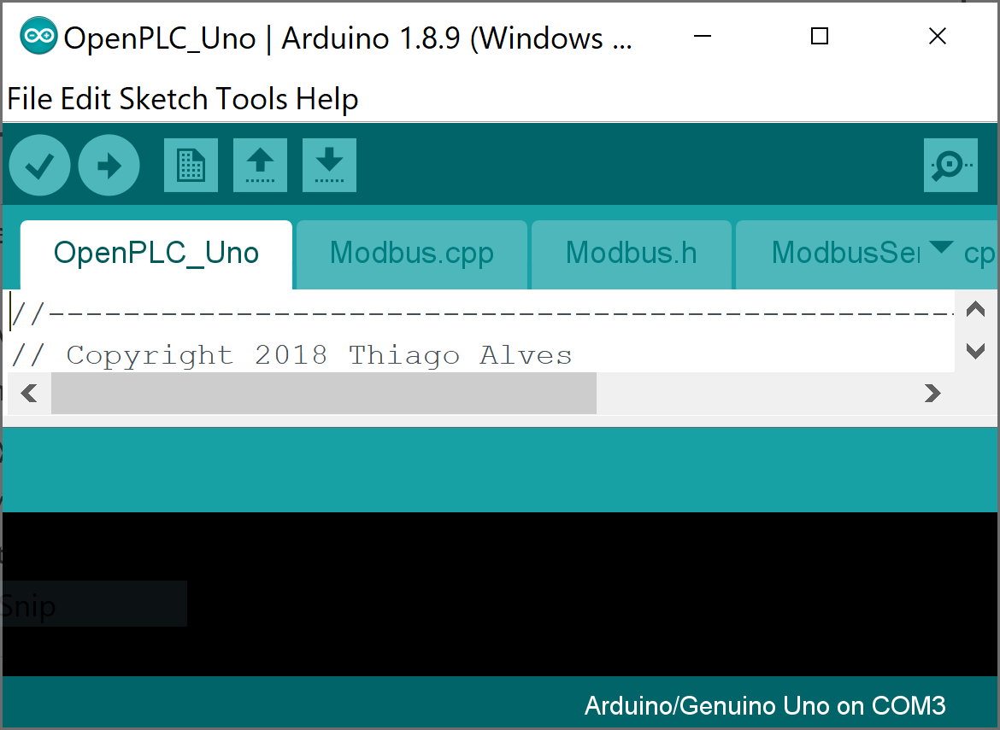 OpenPLC_Uno | Arduino 1.8.9 (Windows ...
File Edit Sketch Tools Help
OpenPLC_Uno Modbus.cpp Modbus.h ModbusSer cp
//------------------------------------------------
// Copyright 2018 Thiago Alves
Snip
Arduino/Genuino Uno on COM3